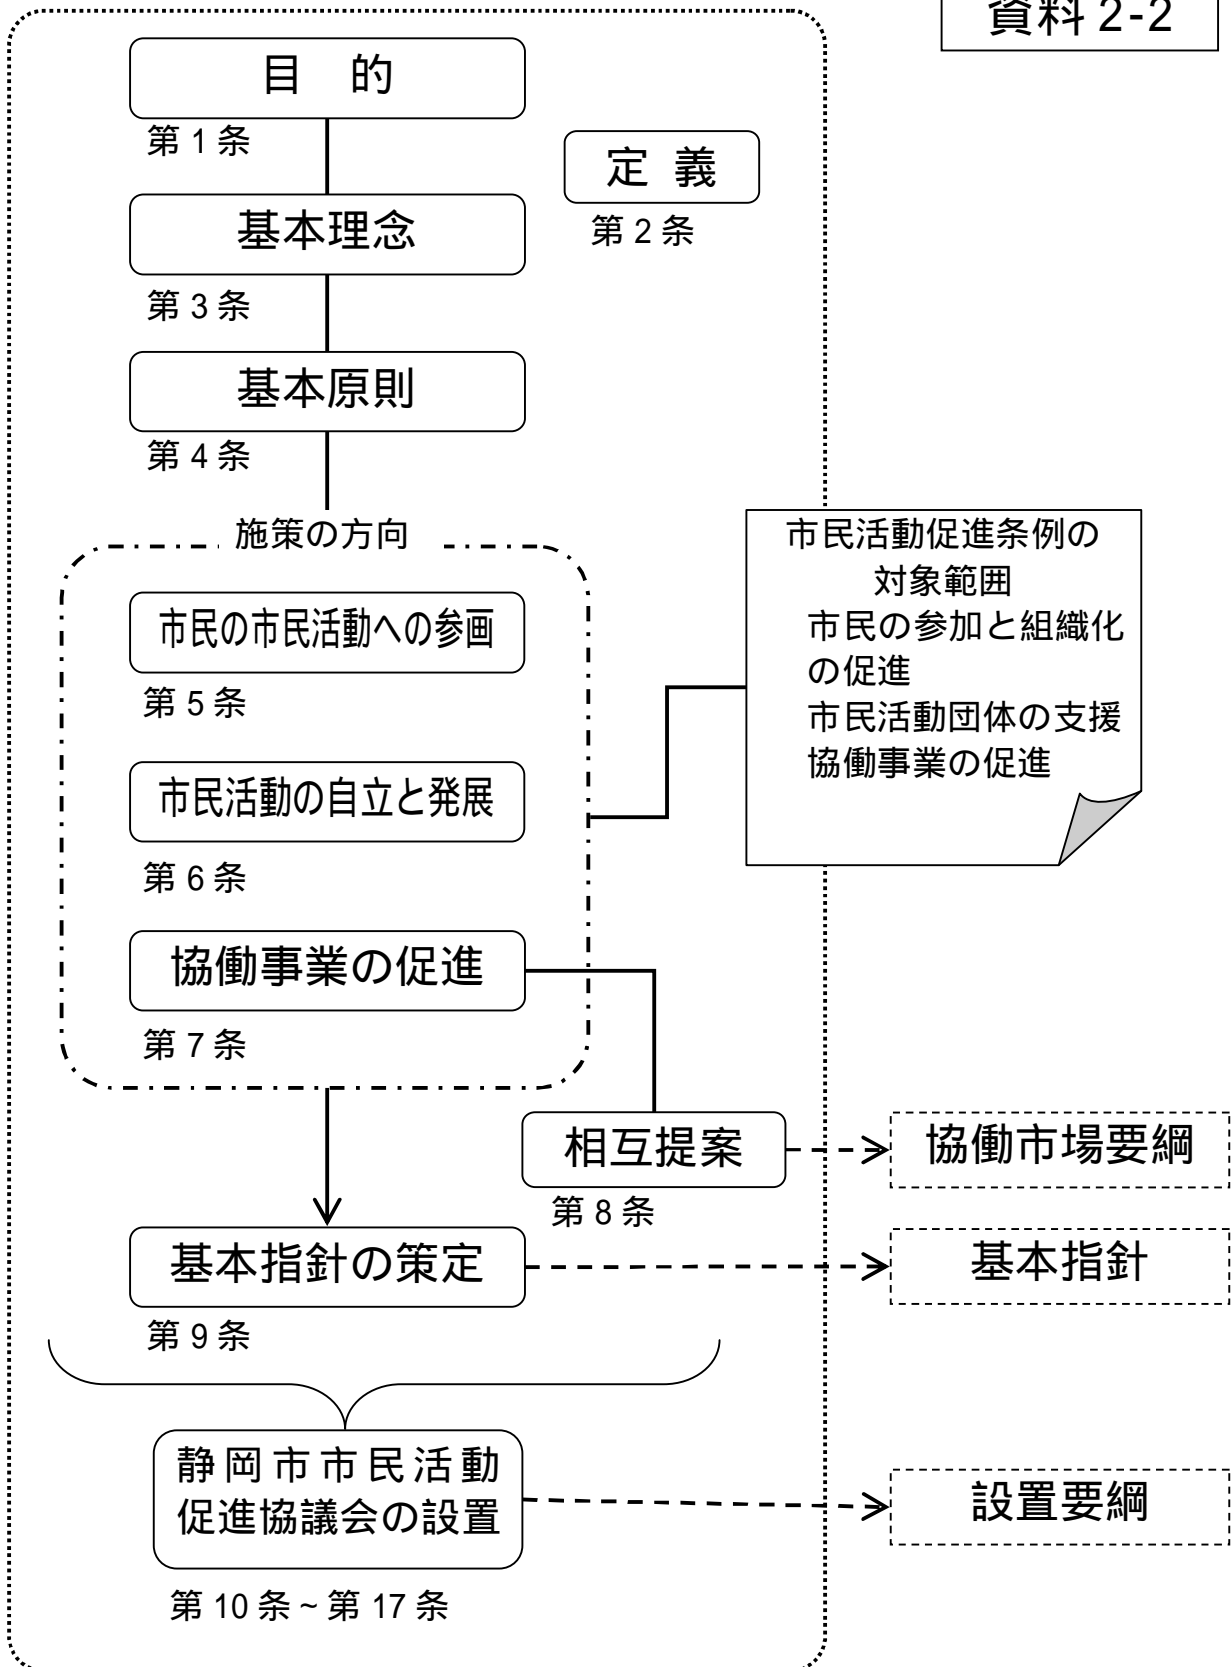 資料 2-2
目 的
第 1 条
定 義
第 2 条
基本理念
第 3 条
基本原則
第 4 条
施策の方向
市民の市民活動への参画
第 5 条
市民活動の自立と発展
第 6 条
協働事業の促進
第 7 条
市民活動促進条例の
対象範囲
市民の参加と組織化
の促進
市民活動団体の支援
協働事業の促進
相互提案
第 8 条
協働市場要綱
基本指針の策定
第 9 条
基本指針
静岡市市民活動
促進協議会の設置
第 10 条 ~ 第 17 条
設置要綱